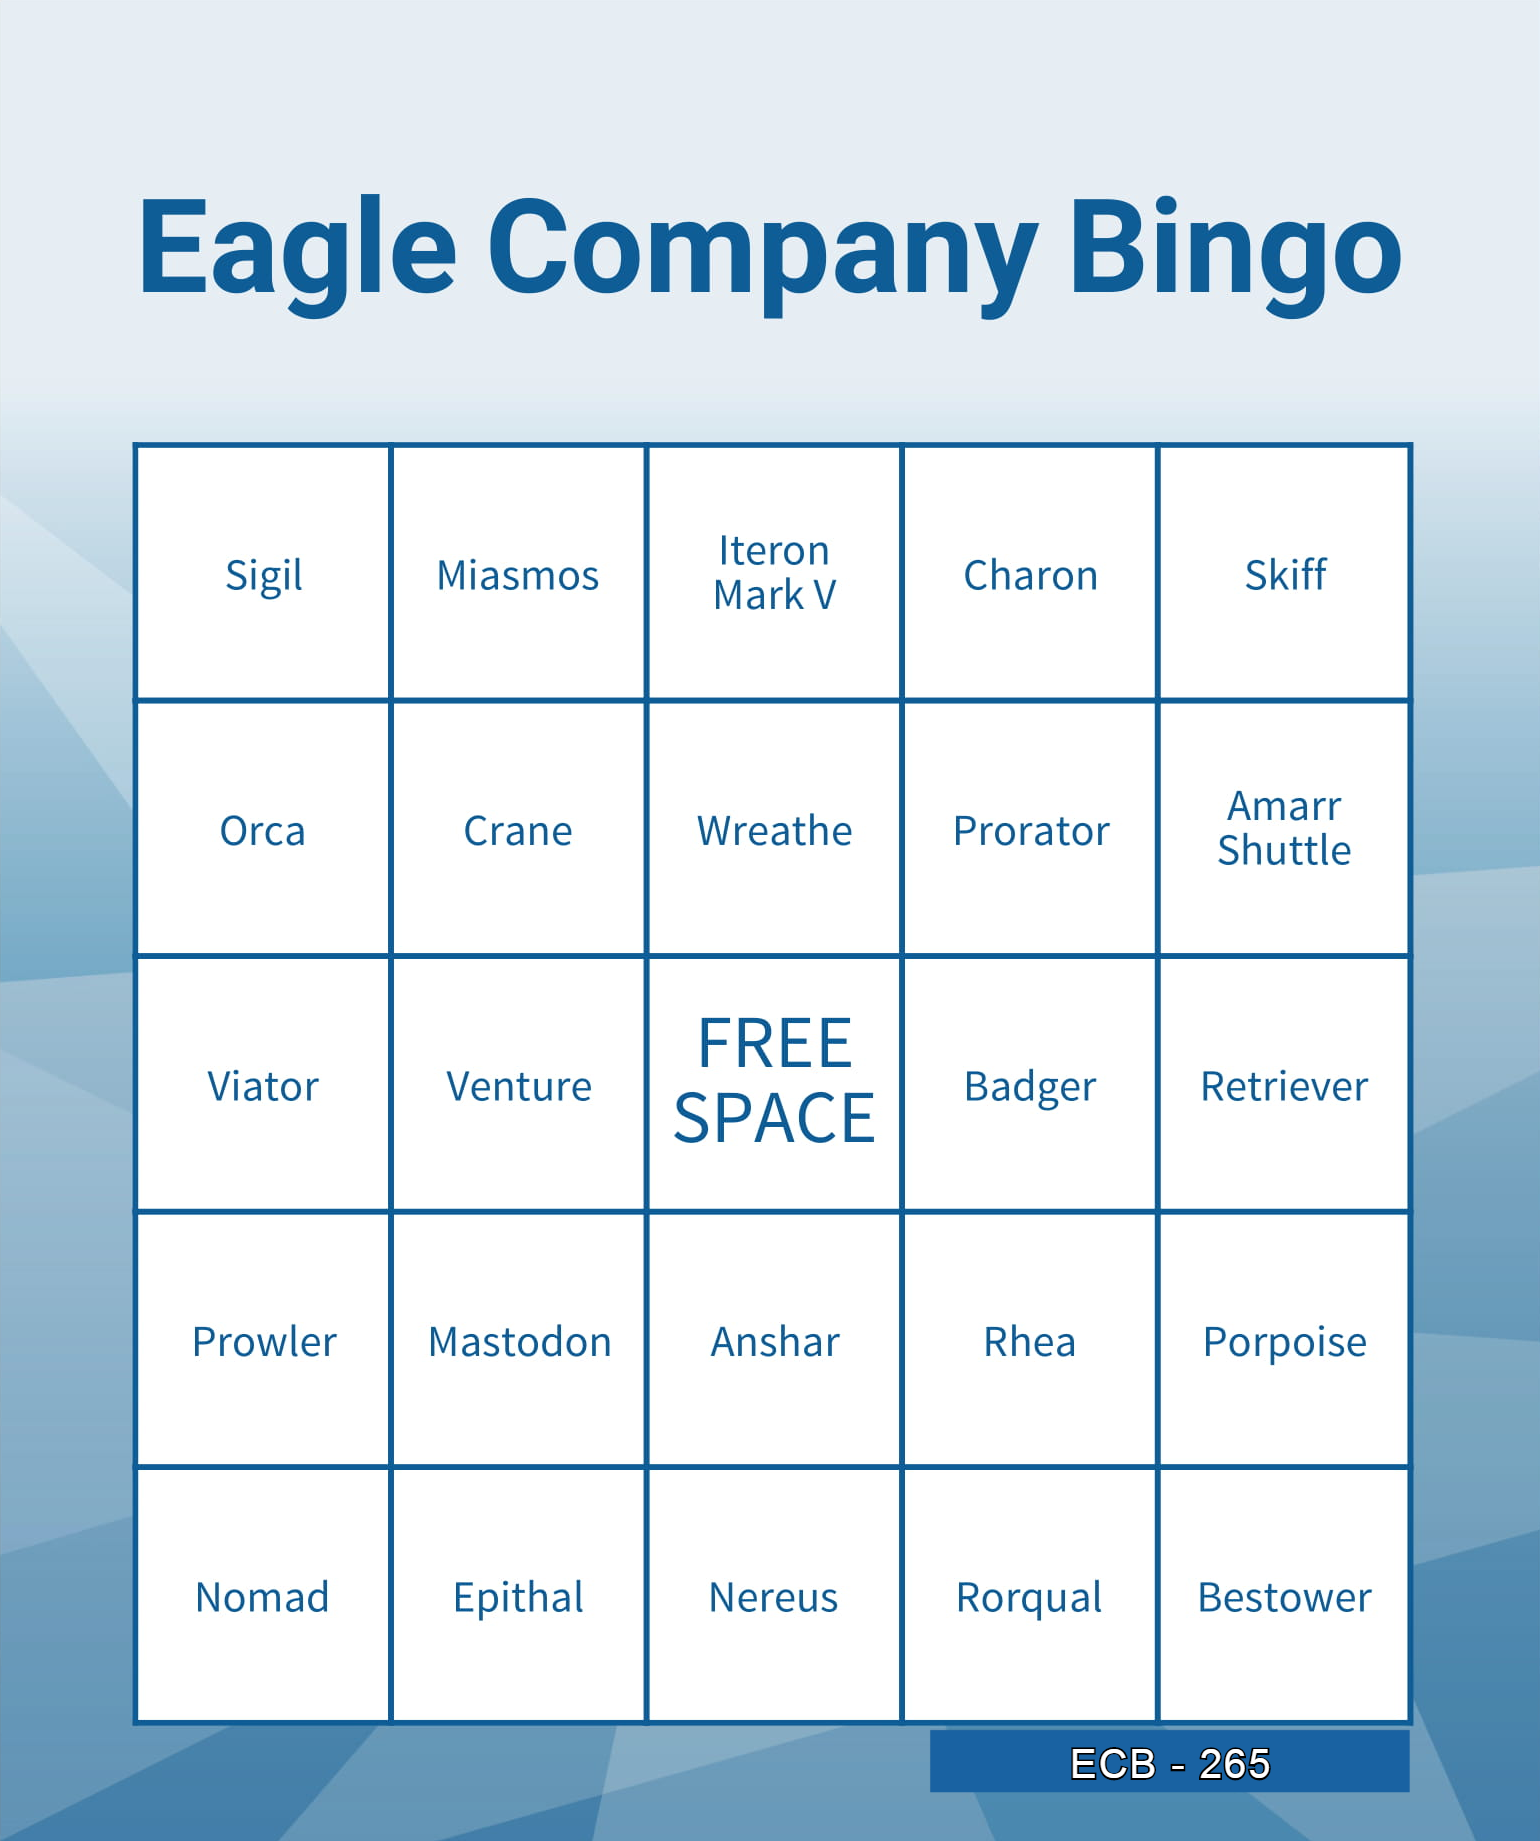 Eagle Company Bingo
Sigil
Miasmos
Iteron
Mark V
Charon
Skiff
Orca
Crane
Wreathe
Prorator
Amarr
Shuttle
Viator
Venture
FREE
SPACE
Badger
Retriever
Prowler
Mastodon
Anshar
Rhea
Porpoise
Nomad
Epithal
Nereus
Rorqual
Bestower
ECB - 265